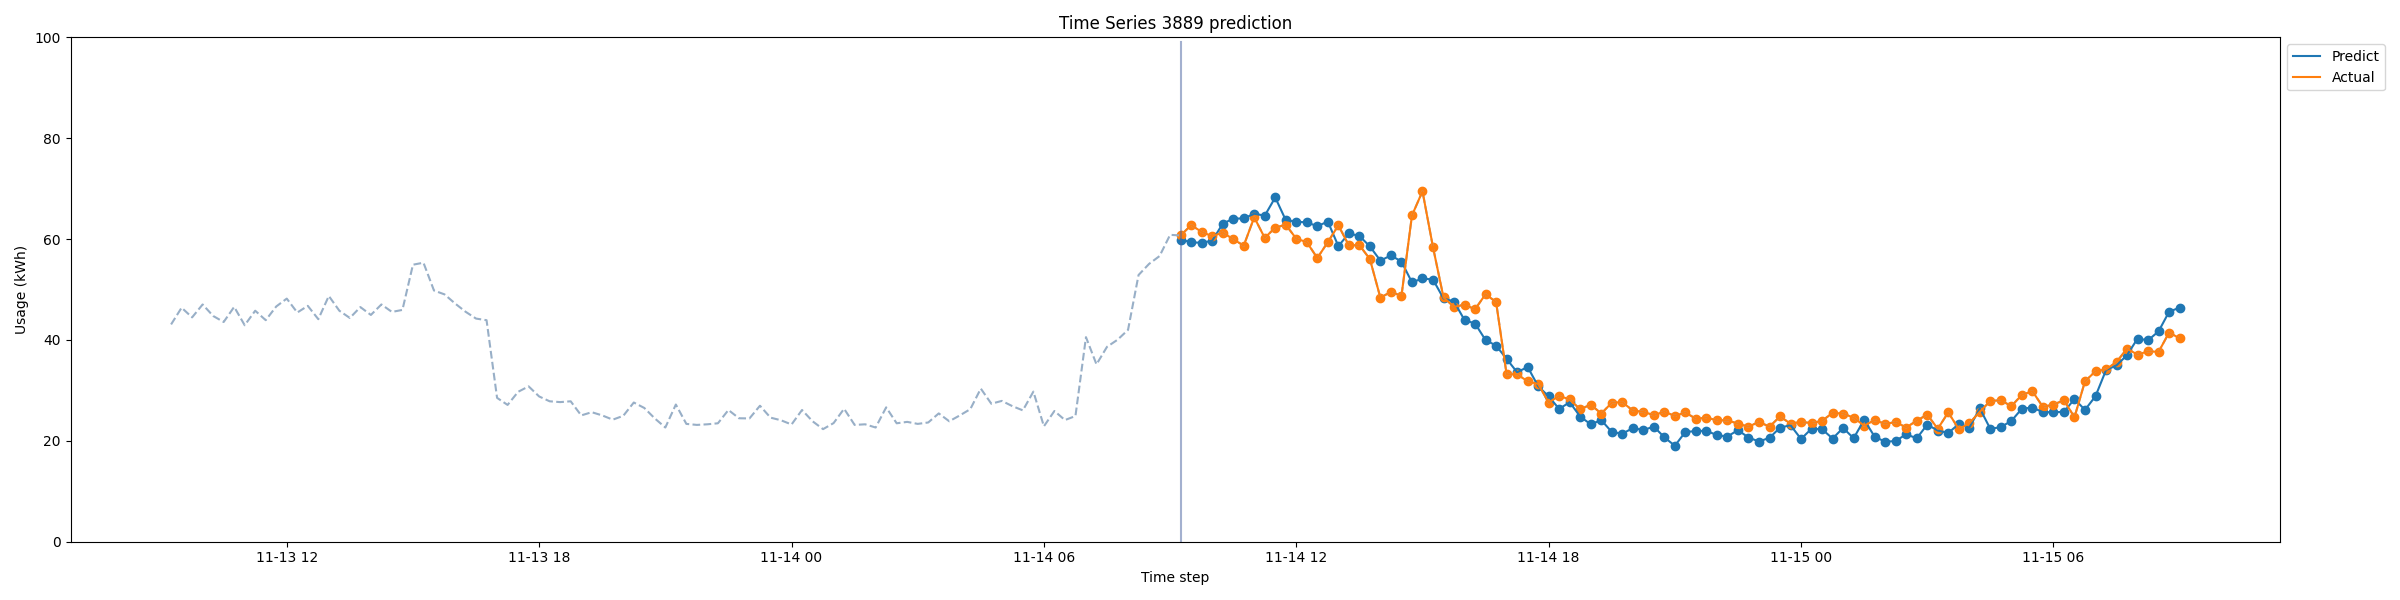 Time Series 3889 prediction
100
80
60
40
20
0
Usage (kWh)
Predict
Actual
11-13 12
11-13 18
11-14 00
11-14 06
11-14 12
11-14 18
11-15 00
11-15 06
Time step